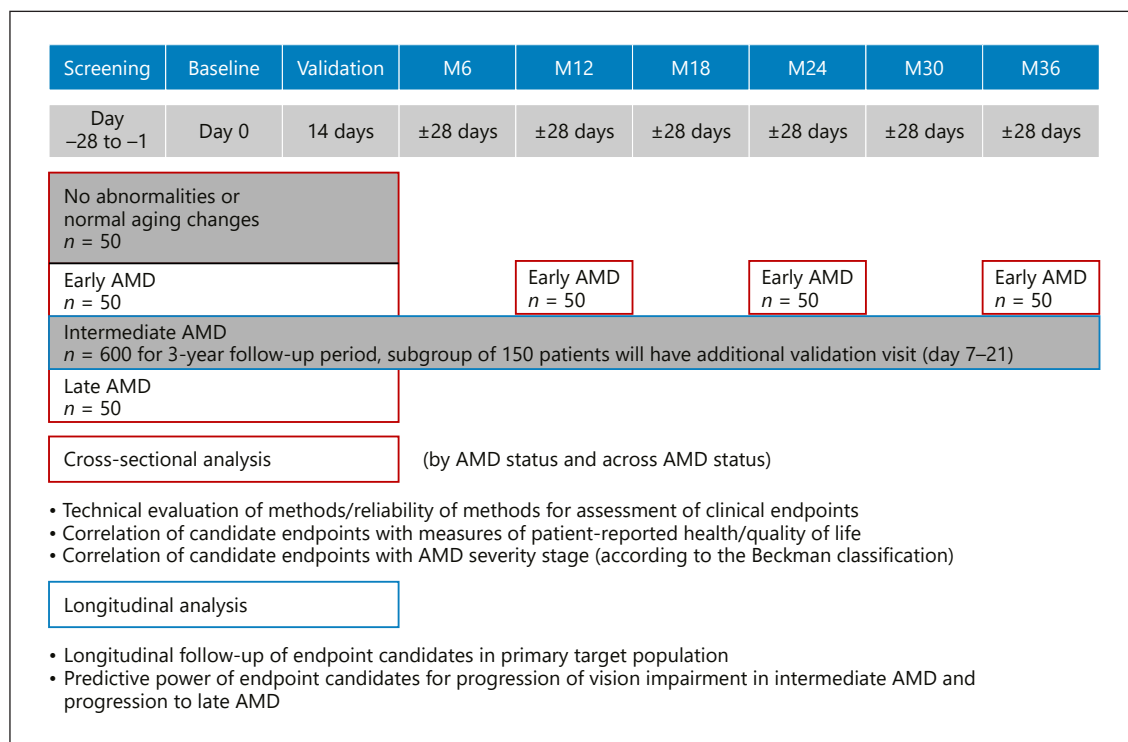 Screening Baseline Validation M6 M12 M18 M24 M30 M36
Day
–28 to –1 Day 0 14 days ±28 days ±28 days ±28 days ±28 days ±28 days ±28 days
No abnormalities or
normal aging changes
n = 50
Early AMD Early AMD Early AMD Early AMD
n = 50 n = 50 n = 50 n = 50
Intermediate AMD
n = 600 for 3-year follow-up period, subgroup of 150 patients will have additional validation visit (day 7–21)
Late AMD
n = 50
Cross-sectional analysis (by AMD status and across AMD status)
• Technical evaluation of methods/reliability of methods for assessment of clinical endpoints
• Correlation of candidate endpoints with measures of patient-reported health/quality of life
• Correlation of candidate endpoints with AMD severity stage (according to the Beckman classification)
Longitudinal analysis
• Longitudinal follow-up of endpoint candidates in primary target population
• Predictive power of endpoint candidates for progression of vision impairment in intermediate AMD and
progression to late AMD